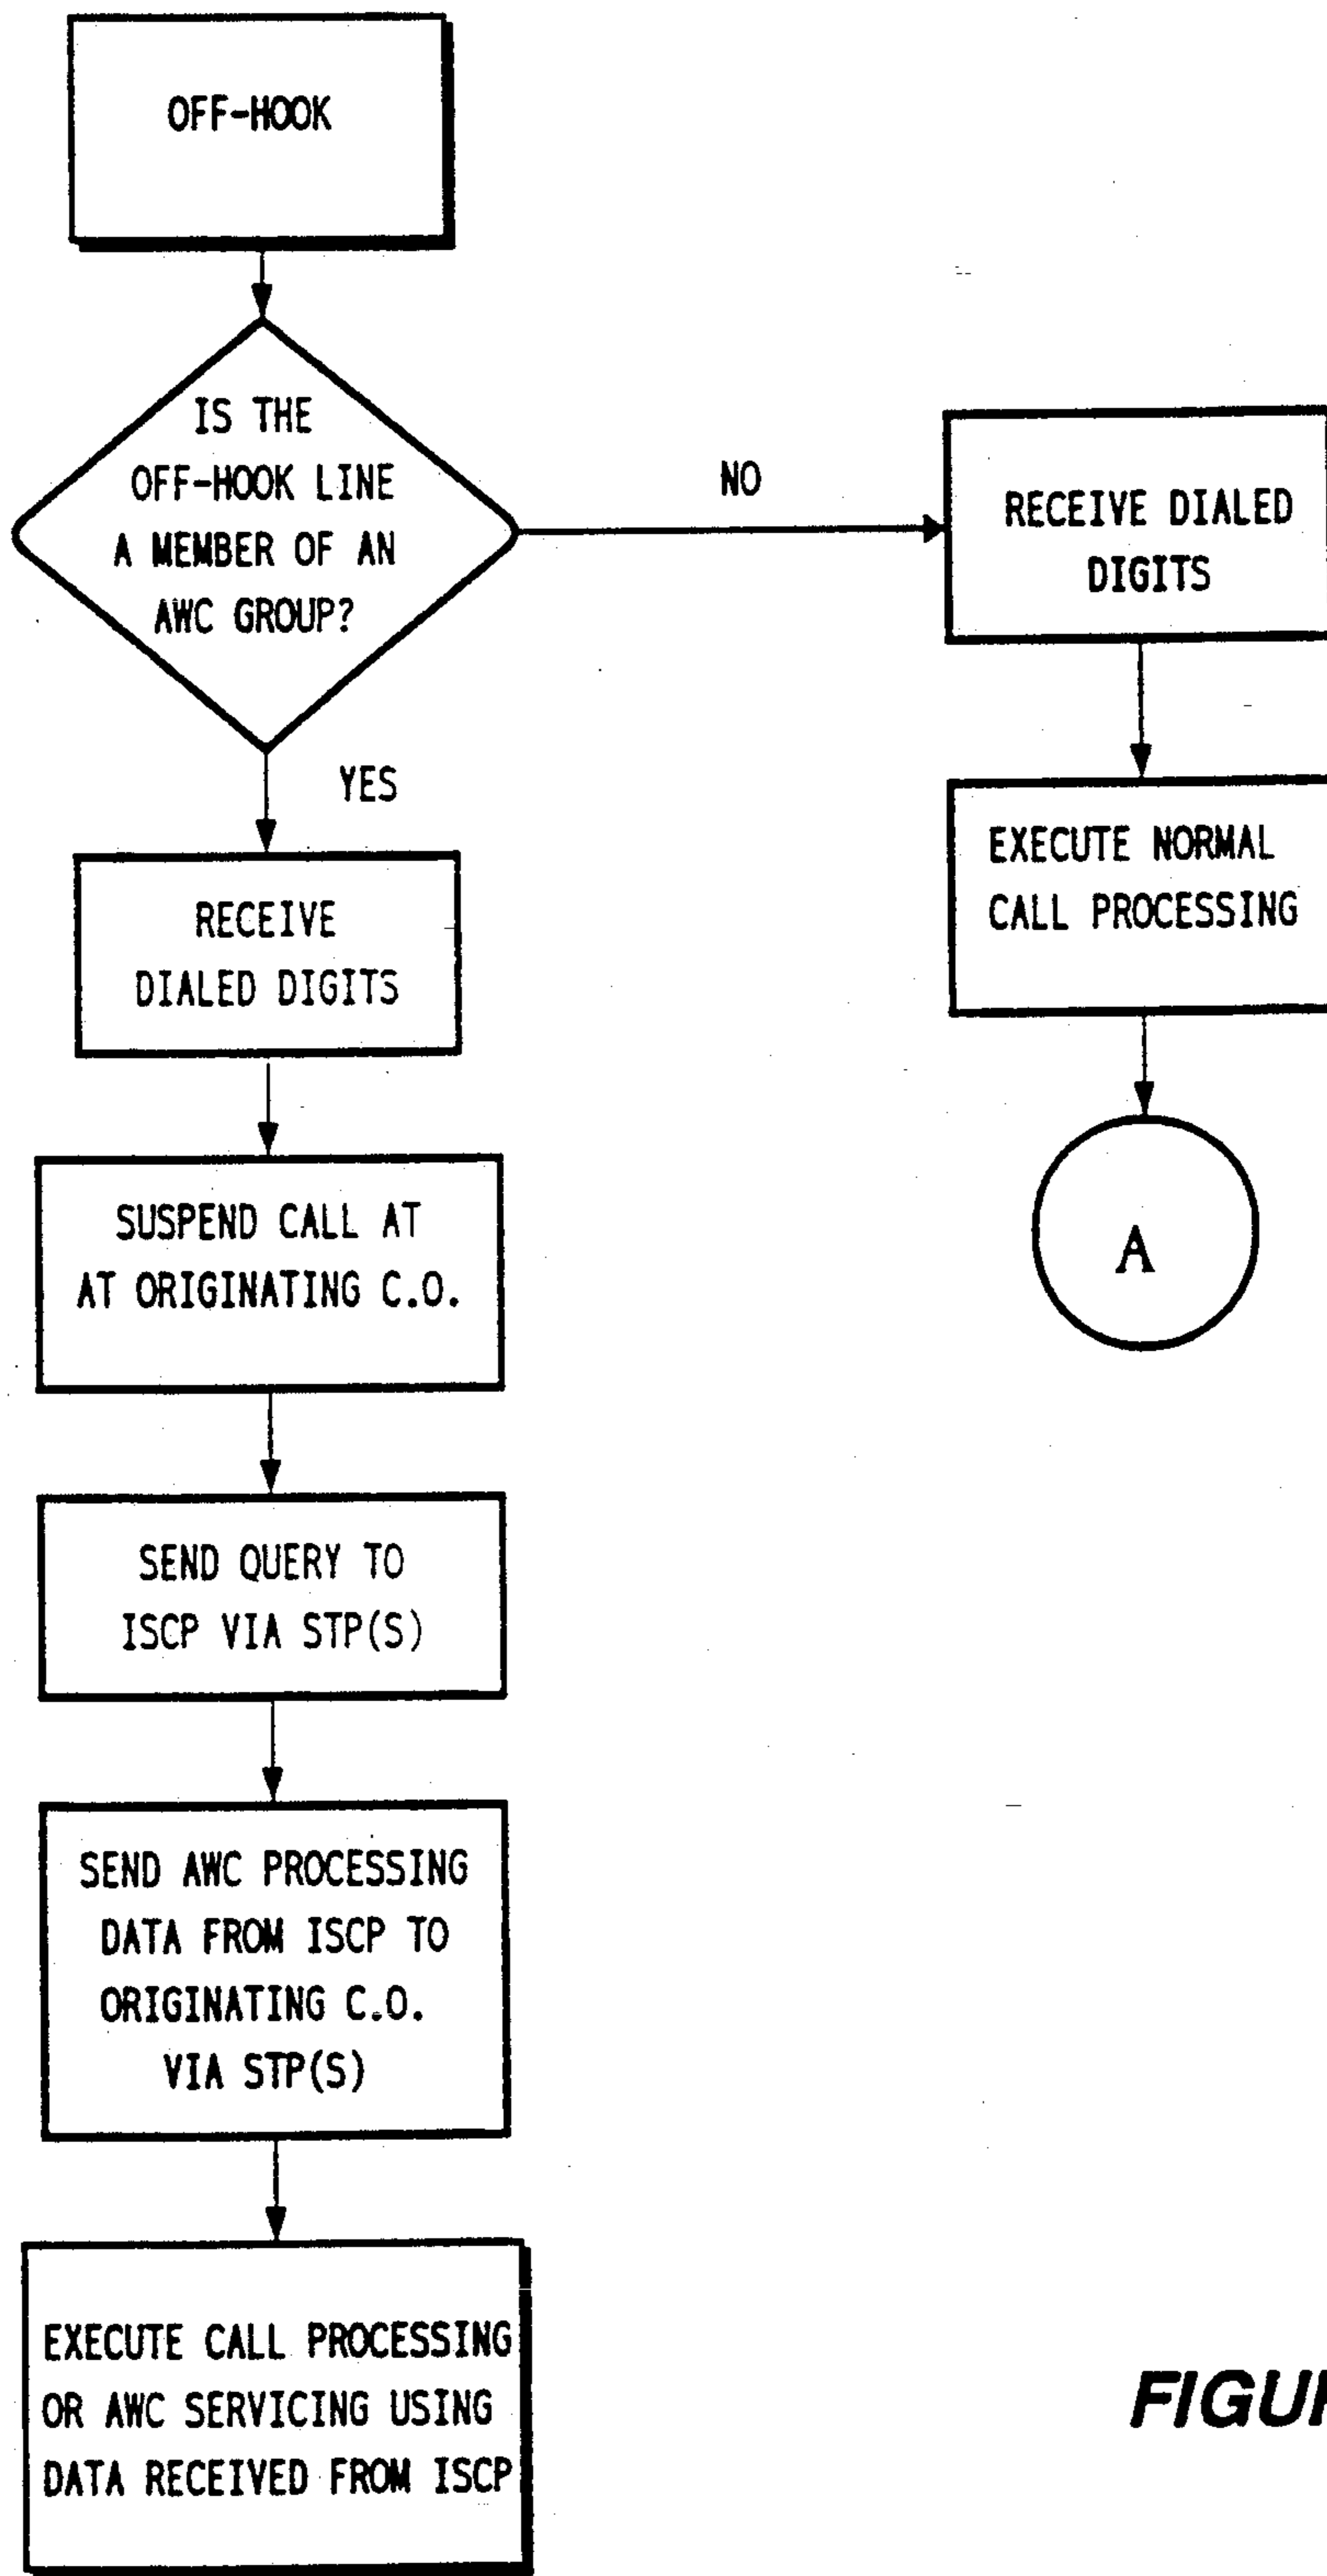 OFF-HOOK
IS THE
OFF-HOOK LINE
A MEMBER OF AN
AWC GROUP?
NO
RECEIVE DIALED
DIGITS
EXECUTE NORMAL
CALL PROCESSING
A
YES
RECEIVE
DIALED DIGITS
SUSPEND CALL AT
AT ORIGINATING C.O.
SEND QUERY TO
ISCP VIA STP(S)
SEND AWC PROCESSING
DATA FROM ISCP TO
ORIGINATING C.O.
VIA STP(S)
EXECUTE CALL PROCESSING
OR AWC SERVICING USING
DATA RECEIVED FROM ISCP